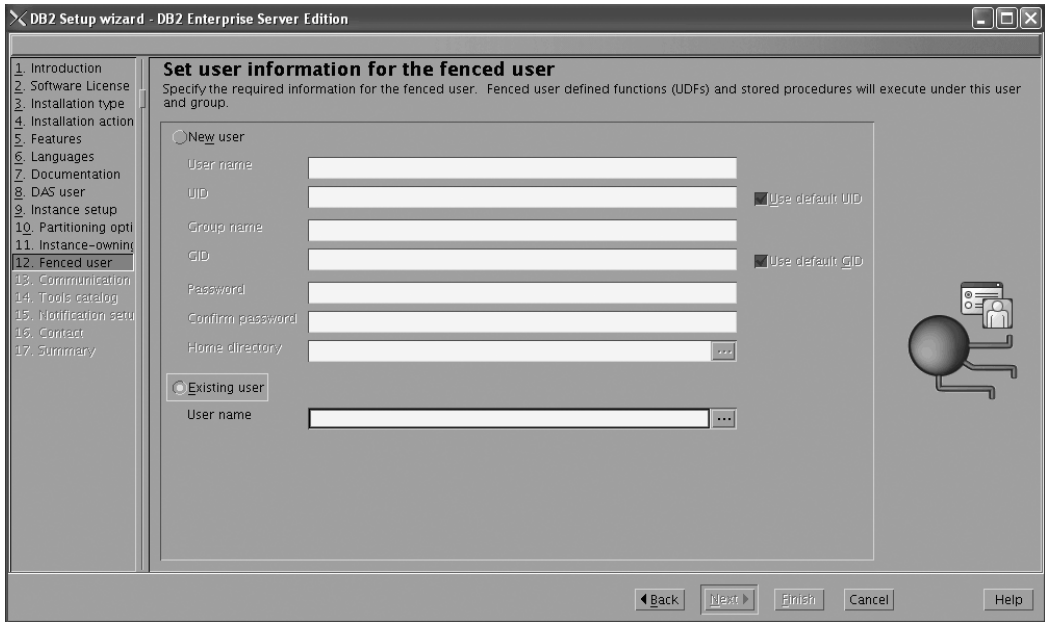 DB2 Setup wizard - DB2 Enterprise Server Edition
1. Introduction
2. Software License
3. Installation type
4. Installation action
5. Features
6. Languages
7. Documentation
8. DAS user
9. Instance setup
10. Partitioning opti
11. Instance-owning
12. Fenced user
13. Communication
14. Tools catalog
15. Notification setu
16. Contact
17. Summary
Set user information for the fenced user
Specify the required information for the fenced user. Fenced user defined functions (UDFs) and stored procedures will execute under this user
and group.
New user
User name
UID
Use default UID
Group name
GID
Use default GID
Password
Confirm password
Home directory
...
Existing user
User name
...
Back
Next
Finish
Cancel
Help